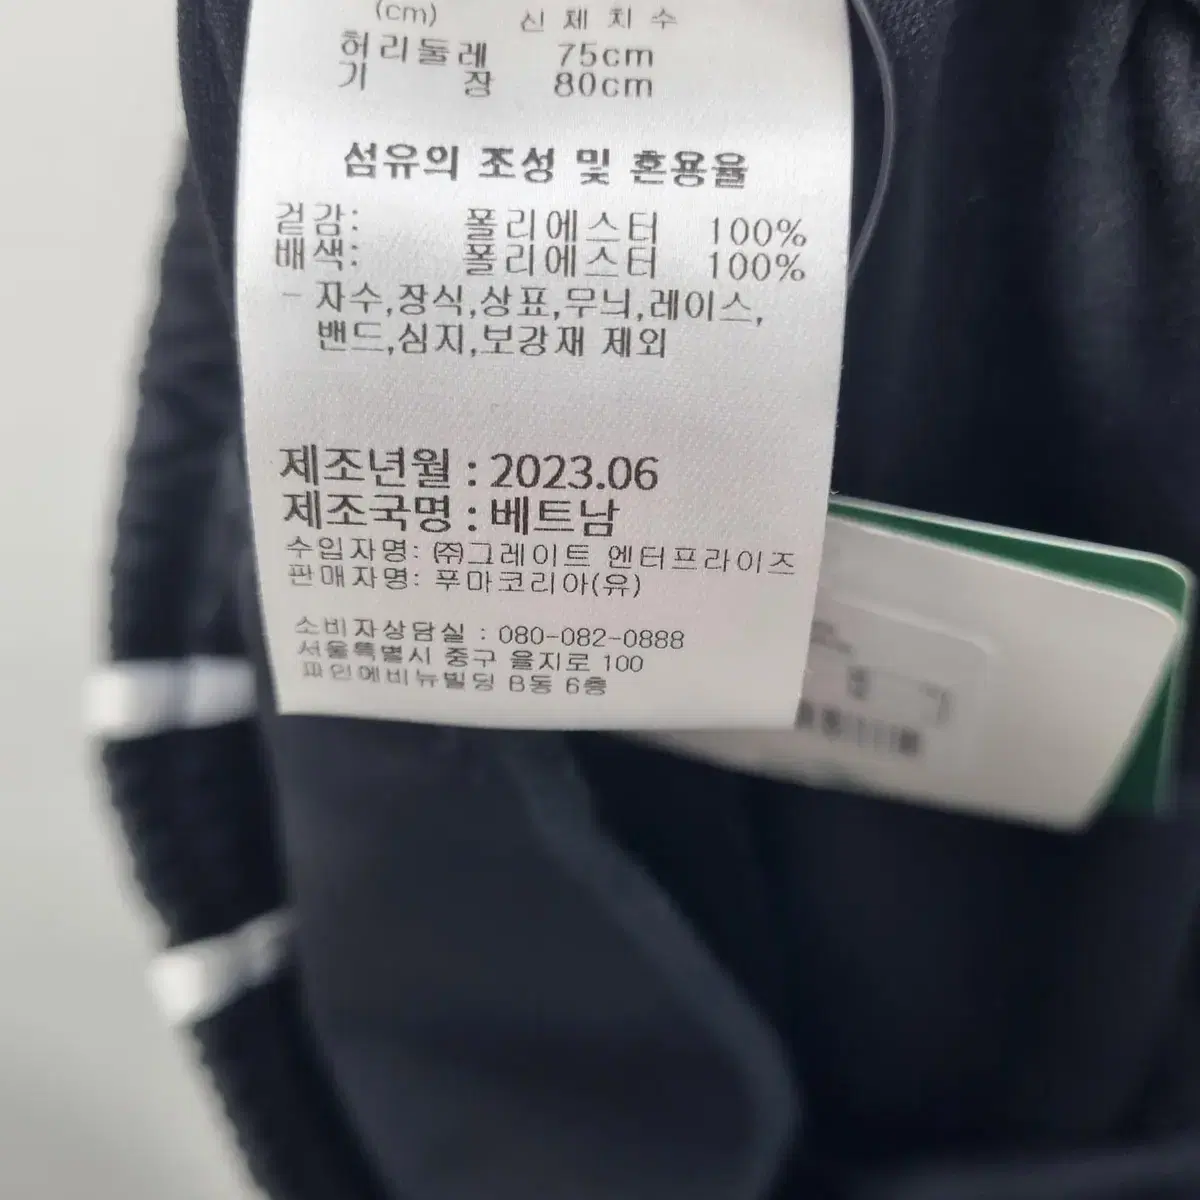 (cm) 신 체 치 수
허리둘레 75cm
기 장 80cm
섬유의 조성 및 혼용율
겉감: 폴리에스터 100%
배색: 폴리에스터 100%
- 자수,장식,상표,무늬,레이스,
밴드,심지,보강재 제외
제조년월 : 2023.06
제조국명 : 베트남
수입자명: ㈜그레이트 엔터프라이즈
판매자명: 푸마코리아(유)
소비자상담실 : 080-082-0888
서울특별시 중구 을지로 100
파인에비뉴빌딩 B동 6층